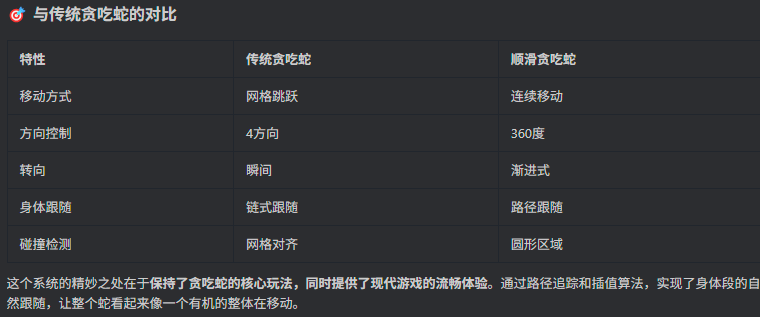 🎯 与传统贪吃蛇的对比
特性 传统贪吃蛇 顺滑贪吃蛇
移动方式 网格跳跃 连续移动
方向控制 4方向 360度
转向 瞬间 渐进式
身体跟随 链式跟随 路径跟随
碰撞检测 网格对齐 圆形区域
这个系统的精妙之处在于保持了贪吃蛇的核心玩法，同时提供了现代游戏的流畅体验。通过路径追踪和插值算法，实现了身体段的自
然跟随，让整个蛇看起来像一个有机的整体在移动。